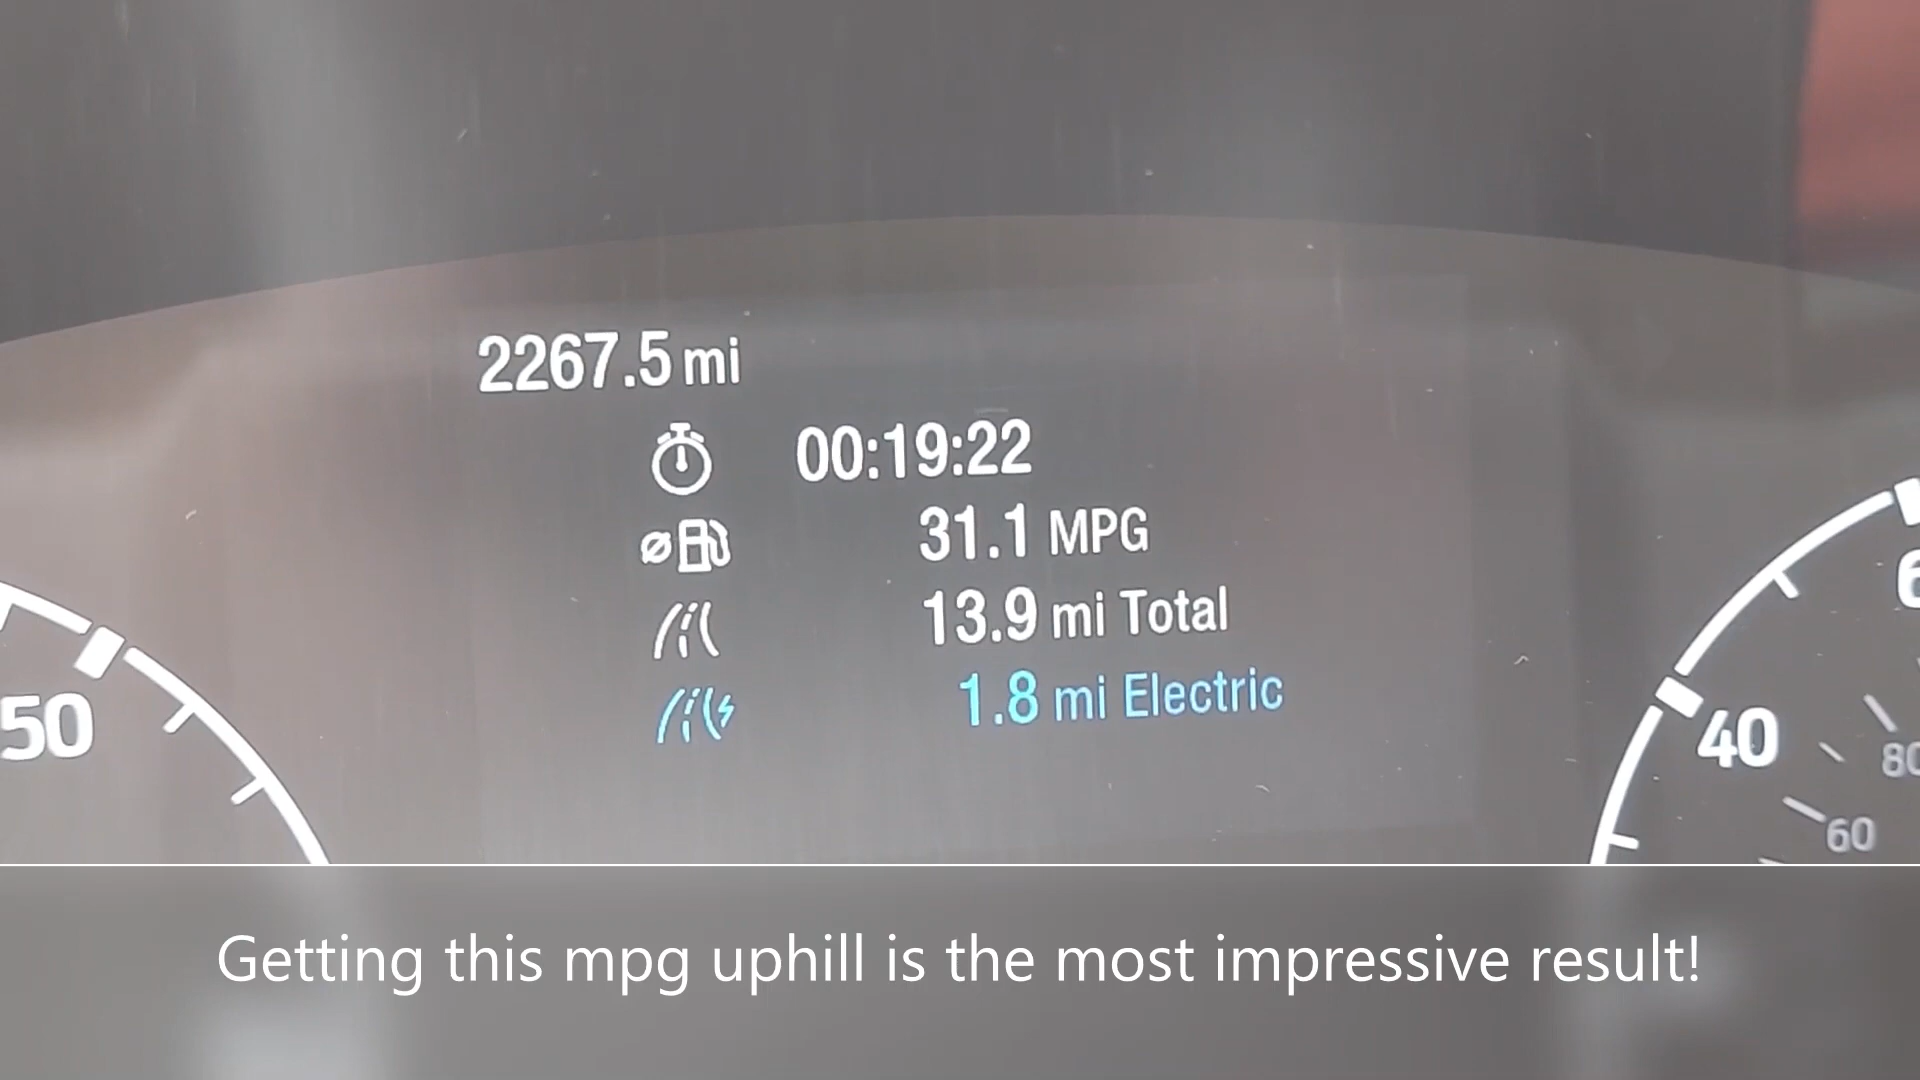 2267.5 mi
00:19:22
31.1 MPG
13.9 mi Total
1.8 mi Electric
50
40
80
60
Getting this mpg uphill is the most impressive result!